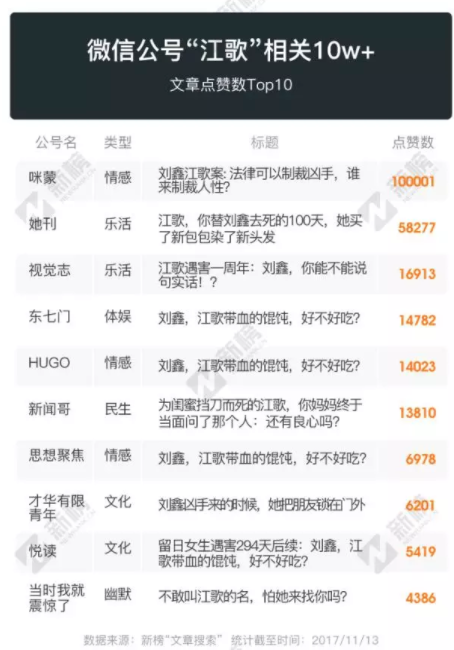 微信公号“江歌”相关10w+
文章点赞数Top10
公号名 类型 标题 点赞数
咪蒙 情感 刘鑫江歌案: 法律可以制裁凶手，谁
来制裁人性? 100001
她刊 乐活 江歌，你替刘鑫去死的100天，她买
了新包包染了新头发 58277
视觉志 乐活 江歌遇害一周年：刘鑫，你能不能说
句实话！？ 16913
东七门 体娱 刘鑫，江歌带血的馄饨，好不好吃? 14782
HUGO 情感 刘鑫，江歌带血的馄饨，好不好吃? 14023
新闻哥 民生 为闺蜜挡刀而死的江歌，你妈妈终于
当面问了那个人：还有良心吗? 13810
思想聚焦 情感 刘鑫，江歌带血的馄饨，好不好吃? 6978
才华有限
青年 文化 刘鑫凶手来的时候，她把朋友锁在门外 6201
悦读 文化 留日女生遇害294天后续：刘鑫，江
歌带血的馄饨，好不好吃? 5419
当时我就
震惊了 幽默 不敢叫江歌的名，怕她来找你们吗? 4386
数据来源：新榜“文章搜索” 统计截至时间：2017/11/13
新榜